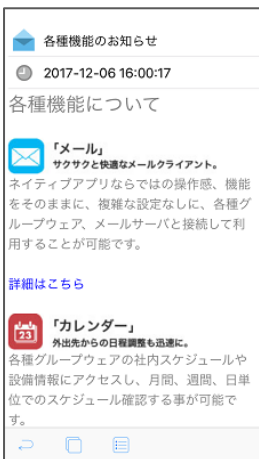 各種機能のお知らせ
2017-12-06 16:00:17
各種機能について
「メール」
サクサクと快適なメールクライアント。
ネイティブアプリならではの操作感、機能
をそのままに、複雑な設定なしに、各種グ
ループウェア、メールサーバと接続して利
用することが可能です。
詳細はこちら
23
「カレンダー」
外出先からの日程調整も迅速に。
各種グループウェアの社内スケジュールや
設備情報にアクセスし、月間、週間、日単
位でのスケジュール確認する事が可能で
す。